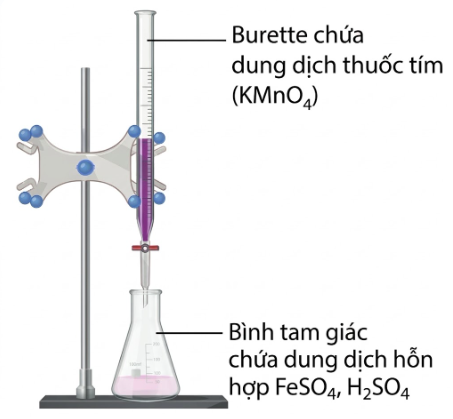 Burette chứa
dung dịch thuốc tím
(KMnO₄)
Bình tam giác
chứa dung dịch hỗn
hợp FeSO₄, H₂SO₄